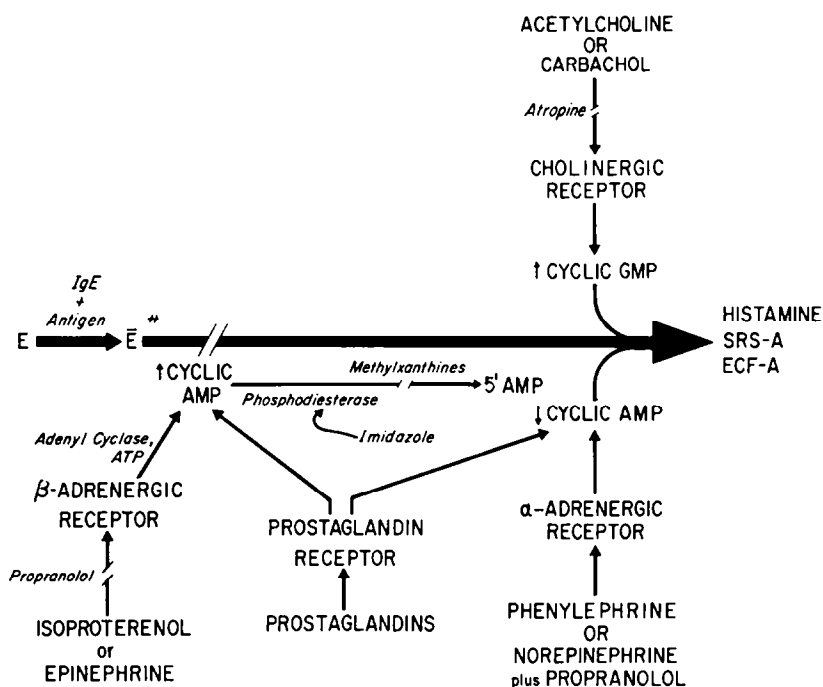 ACETYLCHOLINE
OR
CARBACHOL
Atropine
CHOLINERGIC
RECEPTOR
↑ CYCLIC GMP
IgE
+
Antigen
E
Ē
*
HISTAMINE
SRS-A
ECF-A
↑ CYCLIC
AMP
Methylxanthines
5' AMP
Phosphodiesterase
Imidazole
↓ CYCLIC AMP
Adenyl Cyclase,
ATP
β-ADRENERGIC
RECEPTOR
PROSTAGLANDIN
RECEPTOR
α-ADRENERGIC
RECEPTOR
Propranolol
ISOPROTERENOL
or
EPINEPHRINE
PROSTAGLANDINS
PHENYLEPHRINE
OR
NOREPINEPHRINE
plus PROPRANOLOL